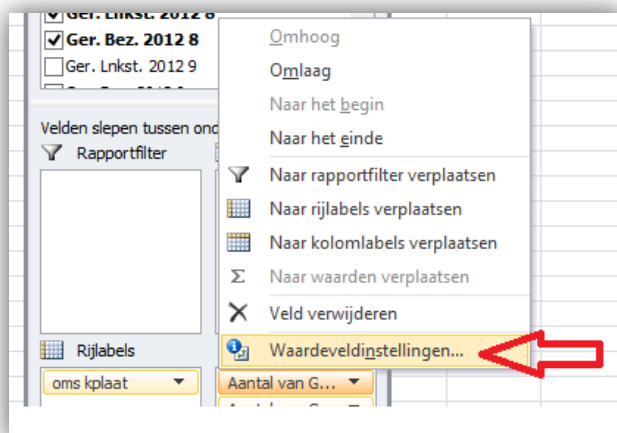 Ger. Lnkst. 2012 8
Ger. Bez. 2012 8
Ger. Lnkst. 2012 9
Velden slepen tussen ond
Rapportfilter
Rijlabels
oms kplaat
Aantal van G...
Omhoog
Omlaag
Naar het begin
Naar het einde
Naar rapportfilter verplaatsen
Naar rijlabels verplaatsen
Naar kolomlabels verplaatsen
Σ Naar waarden verplaatsen
Veld verwijderen
Waardeveldinstellingen...